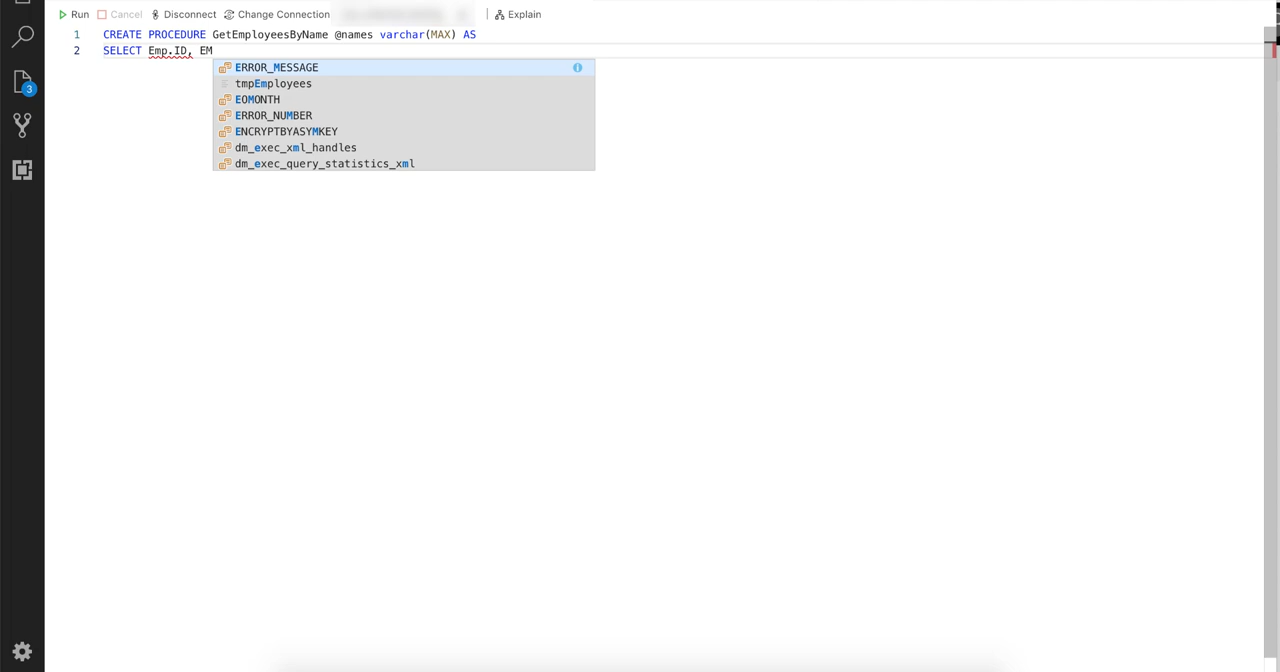 Run Cancel Disconnect Change Connection Explain
1 CREATE PROCEDURE GetEmployeesByName @names varchar(MAX) AS
2 SELECT Emp.ID, EM
ERROR_MESSAGE
tmpEmployees
EOMONTH
ERROR_NUMBER
ENCRYPTBYASYMKEY
dm_exec_xml_handles
dm_exec_query_statistics_xml
3